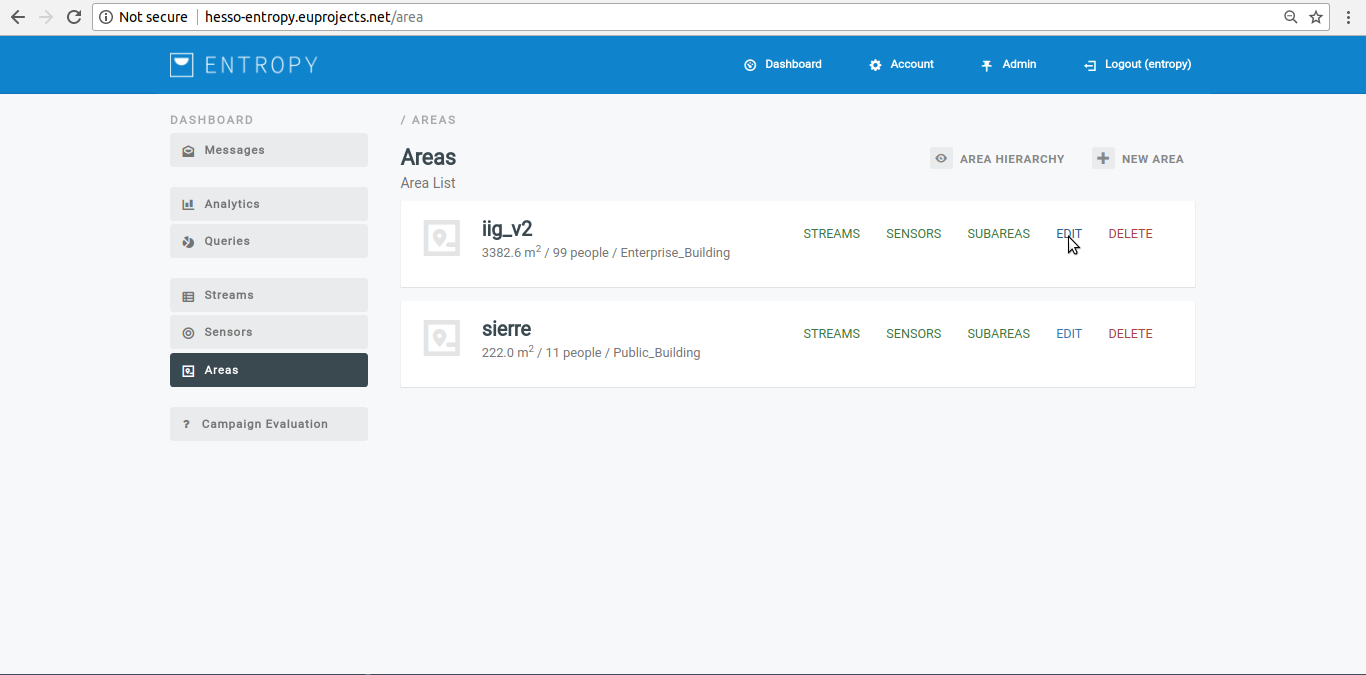 Not secure hesso-entropy.euprojects.net/area
ENTROPY Dashboard Account Admin Logout (entropy)
DASHBOARD
Messages
Analytics
Queries
Streams
Sensors
Areas
? Campaign Evaluation
/ AREAS
Areas
AREA HIERARCHY + NEW AREA
Area List
iig_v2
STREAMS SENSORS SUBAREAS EDIT DELETE
3382.6 m² / 99 people / Enterprise_Building
sierre
STREAMS SENSORS SUBAREAS EDIT DELETE
222.0 m² / 11 people / Public_Building